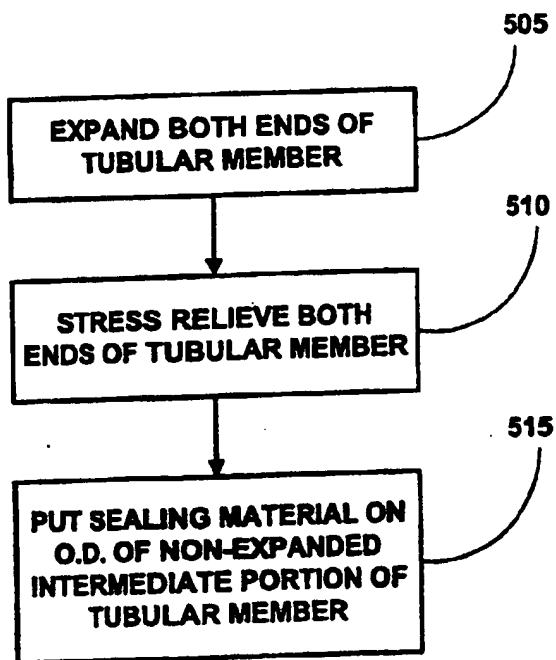 505
EXPAND BOTH ENDS OF
TUBULAR MEMBER
510
STRESS RELIEVE BOTH
ENDS OF TUBULAR MEMBER
515
PUT SEALING MATERIAL ON
O.D. OF NON-EXPANDED
INTERMEDIATE PORTION OF
TUBULAR MEMBER